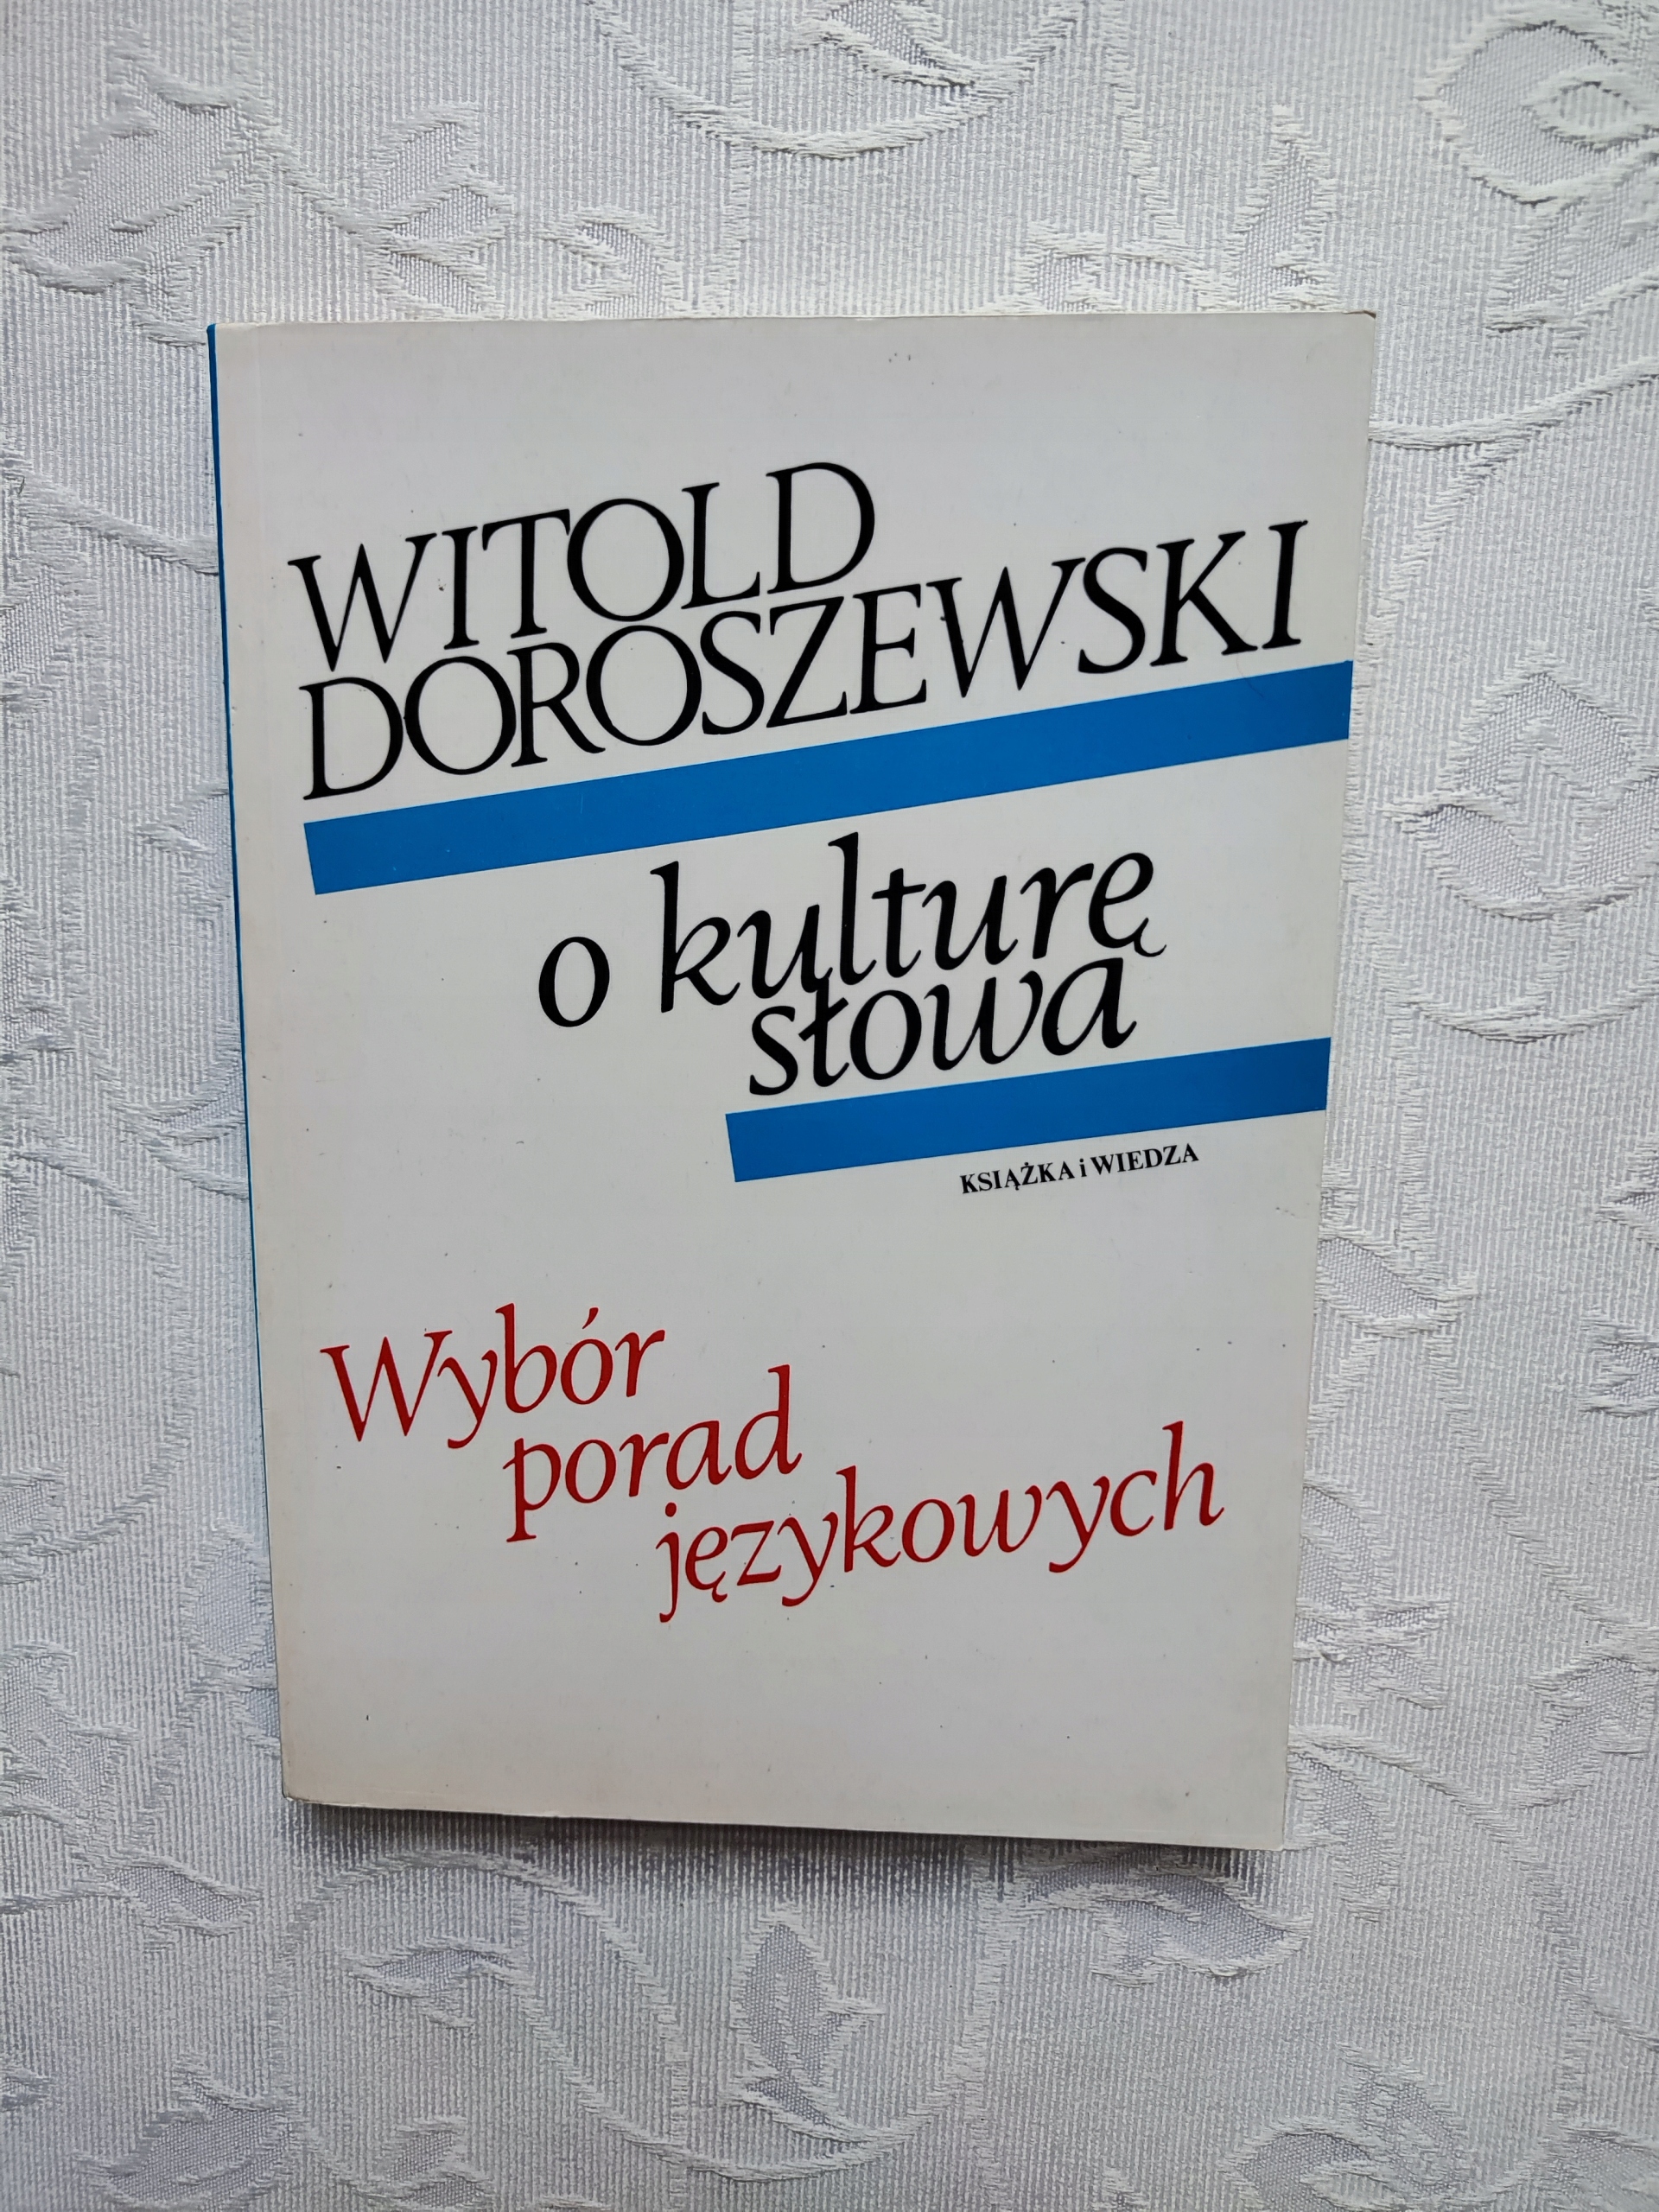 WITOLD
DOROSZEWSKI
o kulturę
słowa
KSIĄŻKA i WIEDZA
Wybór
porad
językowych